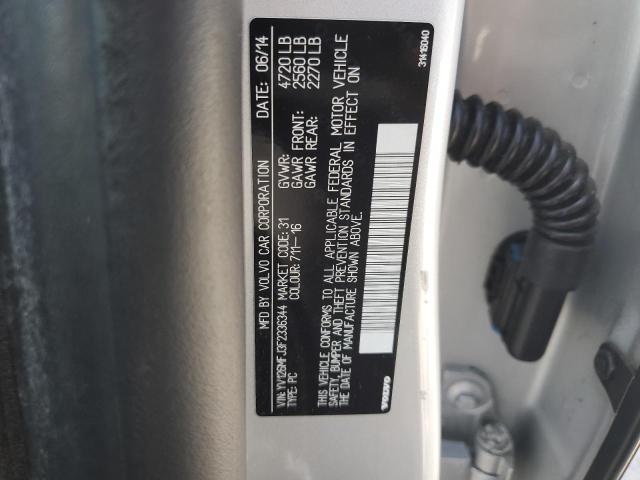 MFD BY VOLVO CAR CORPORATION DATE: 06/14
VIN: YV126MFJ3F2336344 MARKET CODE: 31 GVWR: 4720 LB
TYPE: PC COLOUR: 711-16 GAWR FRONT: 2560 LB
GAWR REAR: 2270 LB
THIS VEHICLE CONFORMS TO ALL APPLICABLE FEDERAL MOTOR VEHICLE
SAFETY, BUMPER AND THEFT PREVENTION STANDARDS IN EFFECT ON
THE DATE OF MANUFACTURE SHOWN ABOVE.
VOLVO 31416040